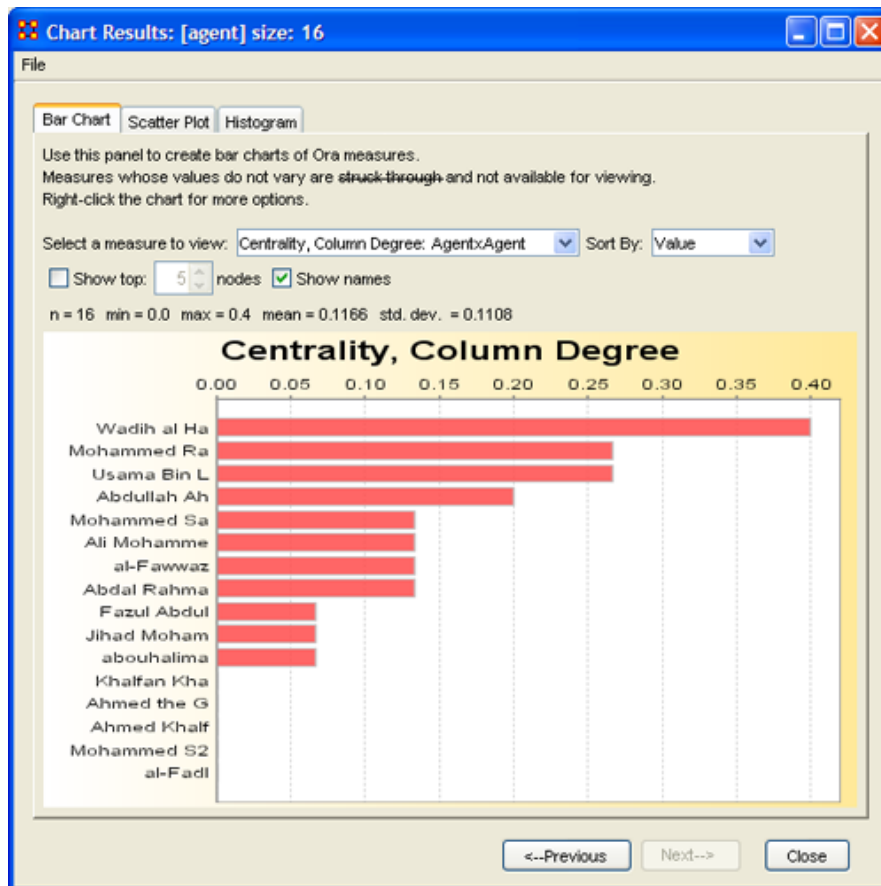 Chart Results: [agent] size: 16
File
Bar Chart Scatter Plot Histogram
Use this panel to create bar charts of Ora measures.
Measures whose values do not vary are struck through and not available for viewing.
Right-click the chart for more options.
Select a measure to view: Centrality, Column Degree: AgentxAgent Sort By: Value
Show top: 5 nodes Show names
n = 16 min = 0.0 max = 0.4 mean = 0.1166 std. dev. = 0.1108
Centrality, Column Degree
0.00 0.05 0.10 0.15 0.20 0.25 0.30 0.35 0.40
Wadih al Ha
Mohammed Ra
Usama Bin L
Abdullah Ah
Mohammed Sa
Ali Mohamme
al-Fawwaz
Abdal Rahma
Fazul Abdul
Jihad Moham
abouhalima
Khalfan Kha
Ahmed the G
Ahmed Khalf
Mohammed S2
al-Fadl
<--Previous Next--> Close